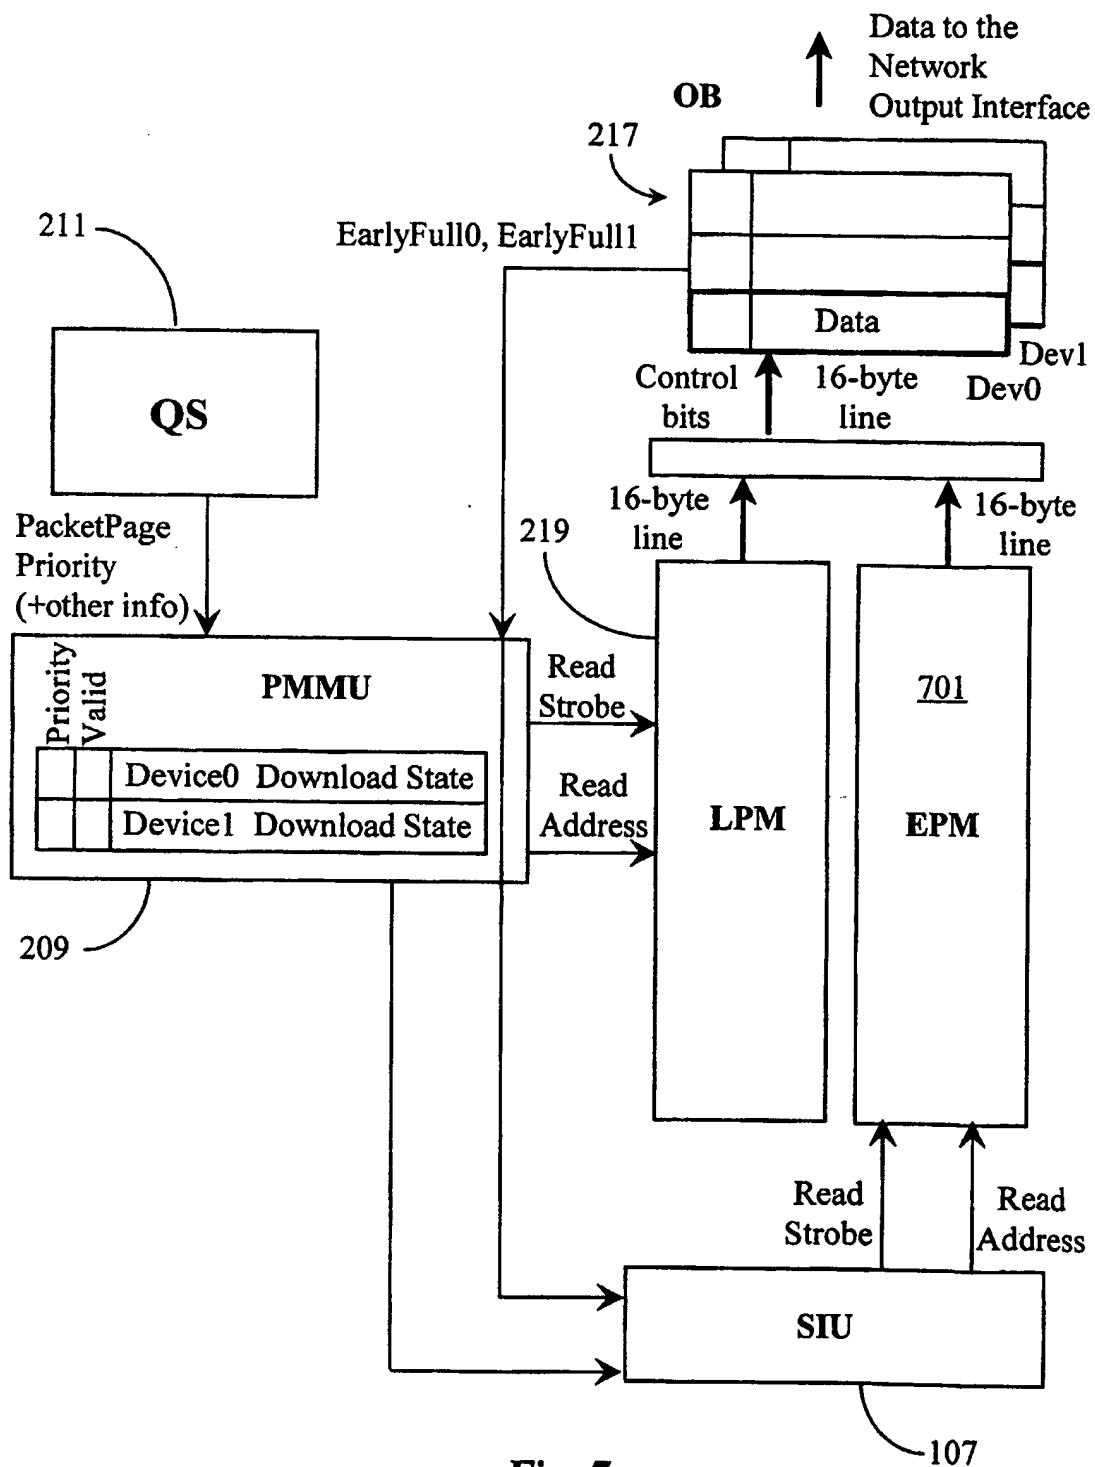 Data to the
Network
Output Interface
OB
217
211
EarlyFull0, EarlyFull1
Data
Dev1
Dev0
Control
bits
16-byte
line
QS
16-byte
line
16-byte
line
219
PacketPage
Priority
(+other info)
Priority
Valid
PMMU
Read
Strobe
701
Device0 Download State
Device1 Download State
Read
Address
LPM
EPM
209
Read
Strobe
Read
Address
SIU
107